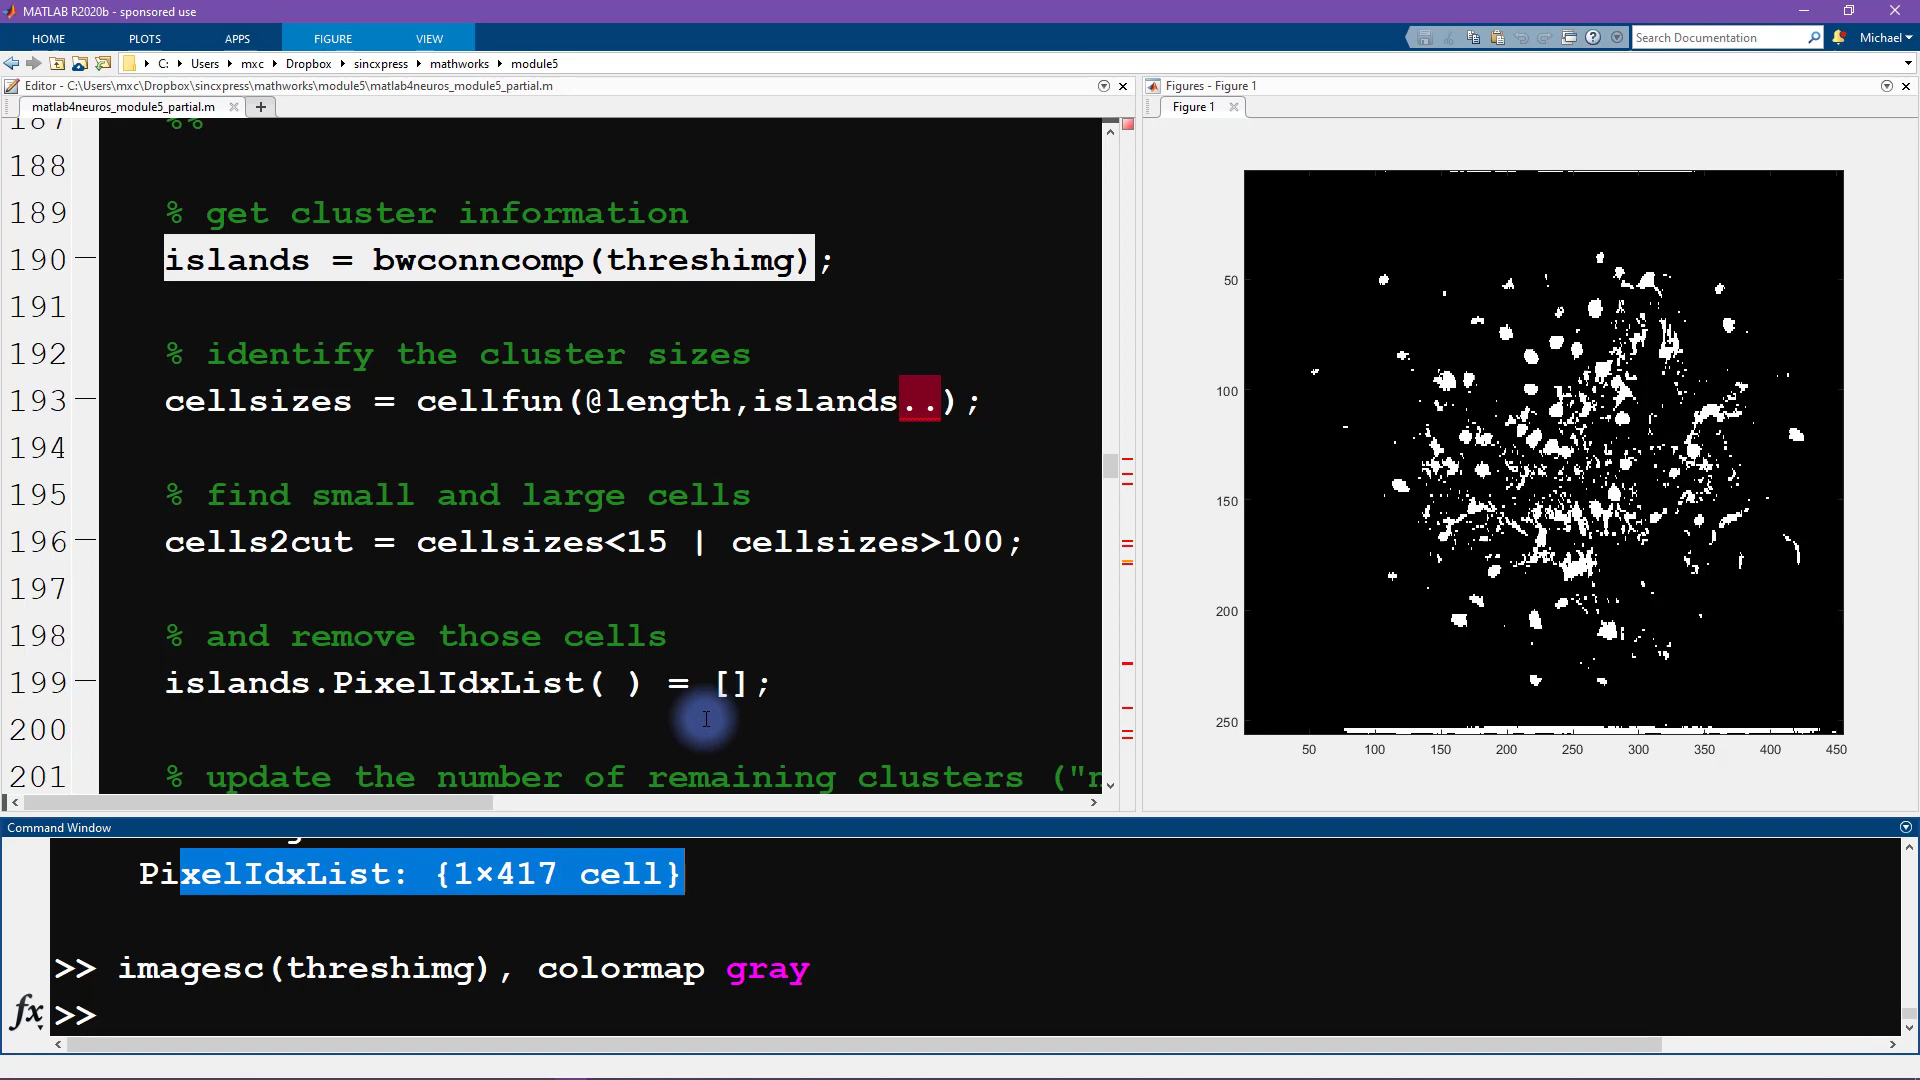 MATLAB R2020b - sponsored use
HOME PLOTS APPS FIGURE VIEW
Search Documentation
Michael
C: Users mxc Dropbox sincxpress mathworks module5
Editor - C:\Users\mxc\Dropbox\sincxpress\mathworks\module5\matlab4neuros_module5_partial.m
matlab4neuros_module5_partial.m
187 %%
188
189 % get cluster information
190 islands = bwconncomp(threshimg);
191
192 % identify the cluster sizes
193 cellsizes = cellfun(@length,islands..);
194
195 % find small and large cells
196 cells2cut = cellsizes<15 | cellsizes>100;
197
198 % and remove those cells
199 islands.PixelIdxList( ) = [];
200
201 % update the number of remaining clusters ("
Figures - Figure 1
Figure 1
50
100
150
200
250
50 100 150 200 250 300 350 400 450
Command Window
PixelIdxList: {1×417 cell}
>> imagesc(threshimg), colormap gray
fx >>